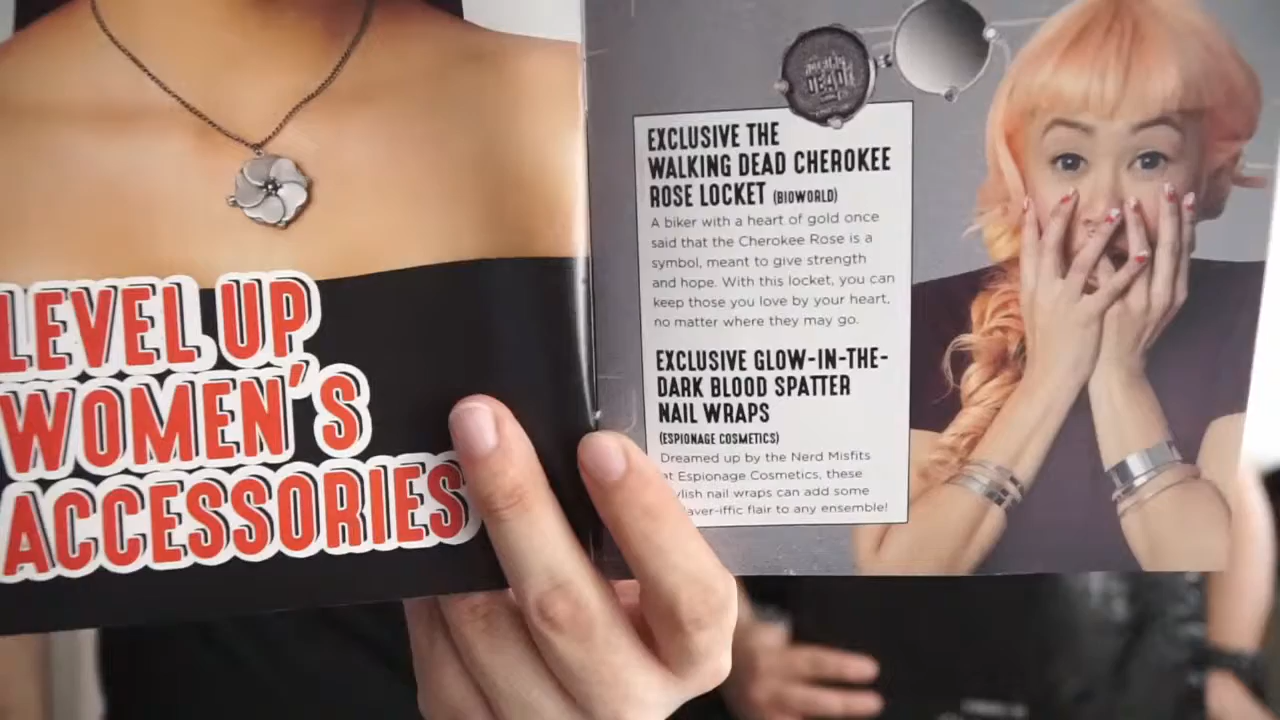 LEVEL UP
WOMEN'S
ACCESSORIES
DEAD
EXCLUSIVE THE
WALKING DEAD CHEROKEE
ROSE LOCKET (BIOWORLD)
A biker with a heart of gold once
said that the Cherokee Rose is a
symbol, meant to give strength
and hope. With this locket, you can
keep those you love by your heart,
no matter where they may go.
EXCLUSIVE GLOW-IN-THE-
DARK BLOOD SPATTER
NAIL WRAPS
(ESPIONAGE COSMETICS)
Dreamed up by the Nerd Misfits
at Espionage Cosmetics, these
ylish nail wraps can add some
aver-iffic flair to any ensemble!